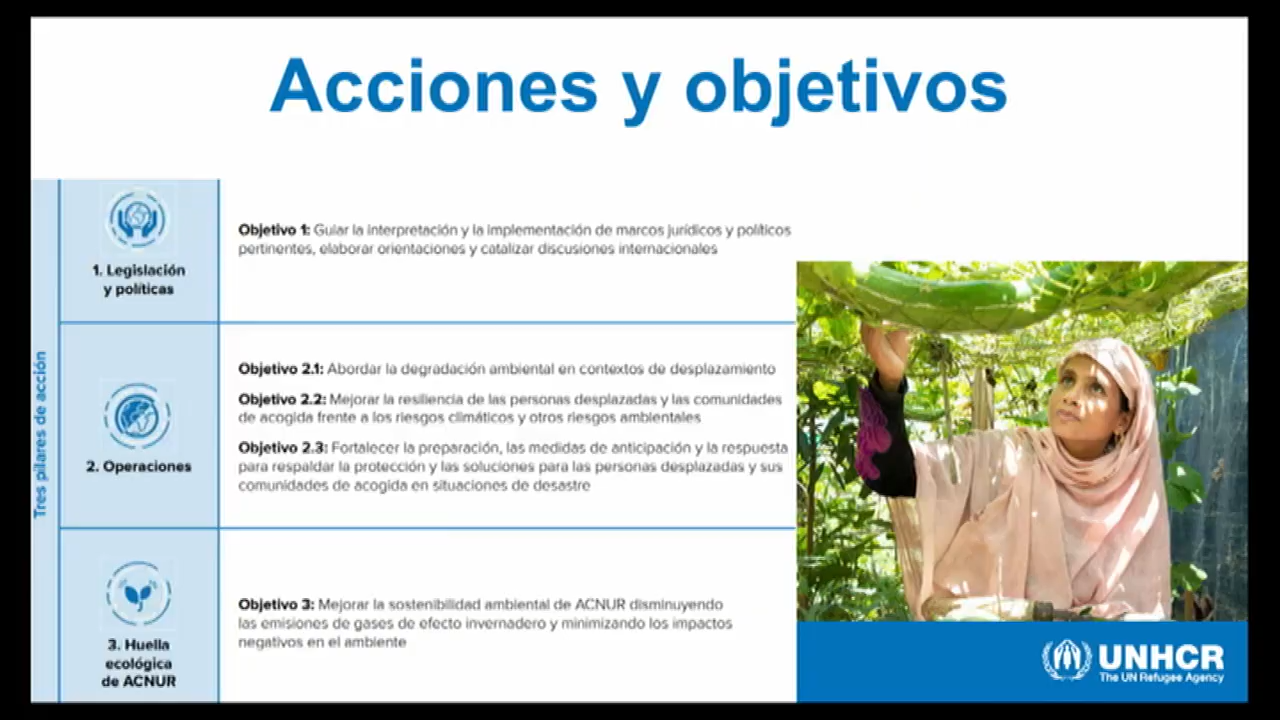 Acciones y objetivos
Tres pilares de acción
1. Legislación
y políticas
Objetivo 1: Guiar la interpretación y la implementación de marcos jurídicos y políticos
pertinentes, elaborar orientaciones y catalizar discusiones internacionales
2. Operaciones
Objetivo 2.1: Abordar la degradación ambiental en contextos de desplazamiento
Objetivo 2.2: Mejorar la resiliencia de las personas desplazadas y las comunidades
de acogida frente a los riesgos climáticos y otros riesgos ambientales
Objetivo 2.3: Fortalecer la preparación, las medidas de anticipación y la respuesta
para respaldar la protección y las soluciones para las personas desplazadas y sus
comunidades de acogida en situaciones de desastre
3. Huella
ecológica
de ACNUR
Objetivo 3: Mejorar la sostenibilidad ambiental de ACNUR disminuyendo
las emisiones de gases de efecto invernadero y minimizando los impactos
negativos en el ambiente
UNHCR
The UN Refugee Agency